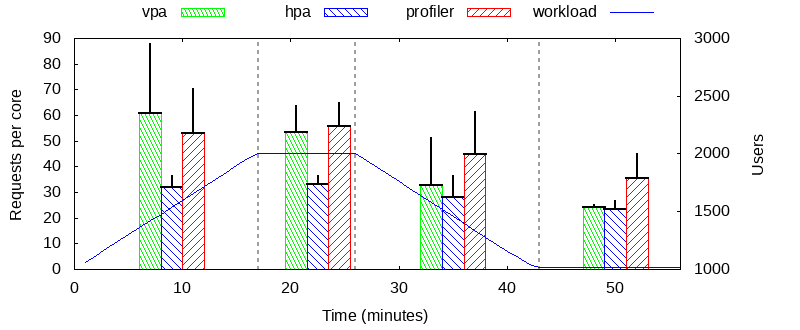 vpa hpa profiler workload
90 3000
80
70 2500
60
50 2000
40
30 1500
20
10
0 1000
Requests per core
Users
0 10 20 30 40 50
Time (minutes)